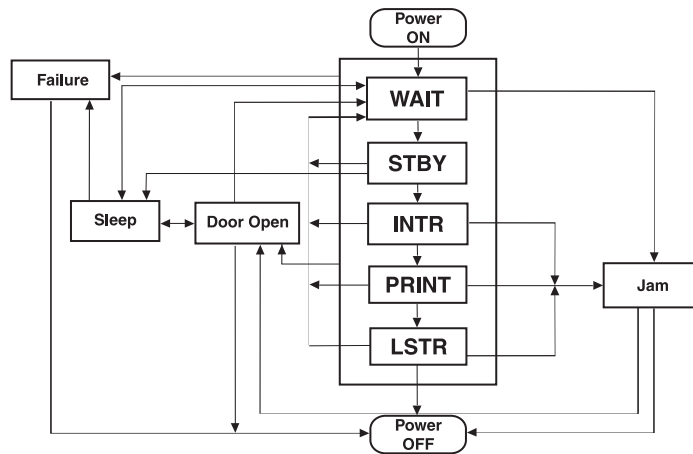 Power
ON
Failure
WAIT
STBY
Sleep
Door Open
INTR
PRINT
Jam
LSTR
Power
OFF